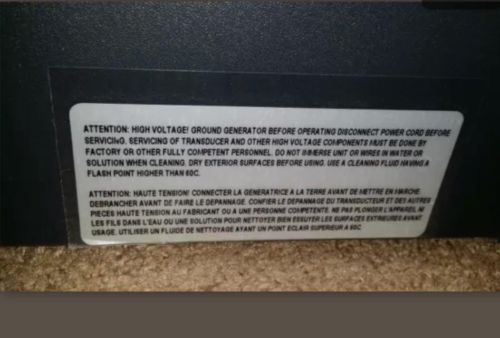 ATTENTION: HIGH VOLTAGE! GROUND GENERATOR BEFORE OPERATING DISCONNECT POWER CORD BEFORE
SERVICING. SERVICING OF TRANSDUCER AND OTHER HIGH VOLTAGE COMPONENTS MUST BE DONE BY
FACTORY OR OTHER FULLY COMPETENT PERSONNEL. DO NOT IMMERSE UNIT OR WIRES IN WATER OR
SOLUTION WHEN CLEANING. DRY EXTERIOR SURFACES BEFORE USING. USE A CLEANING FLUID HAVING A
FLASH POINT HIGHER THAN 60C.
ATTENTION: HAUTE TENSION! CONNECTER LA GENERATRICE A LA TERRE AVANT DE METTRE EN MARCHE.
DEBRANCHER AVANT DE FAIRE LE DEPANNAGE. CONFIER LE DEPANNAGE DU TRANSDUCTEUR ET DES AUTRES
PIECES HAUTE TENSION AU FABRICANT OU A UNE PERSONNE COMPETENTE. NE PAS PLONGER L'APPAREIL NI
LES FILS DANS L'EAU OU UNE SOLUTION POUR NETTOYER BIEN ESSUYER LES SURFACES EXTERIEURES AVANT
USAGE. UTILISER UN FLUIDE DE NETTOYAGE AYANT UN POINT ECLAIR SUPERIEUR A 60C.